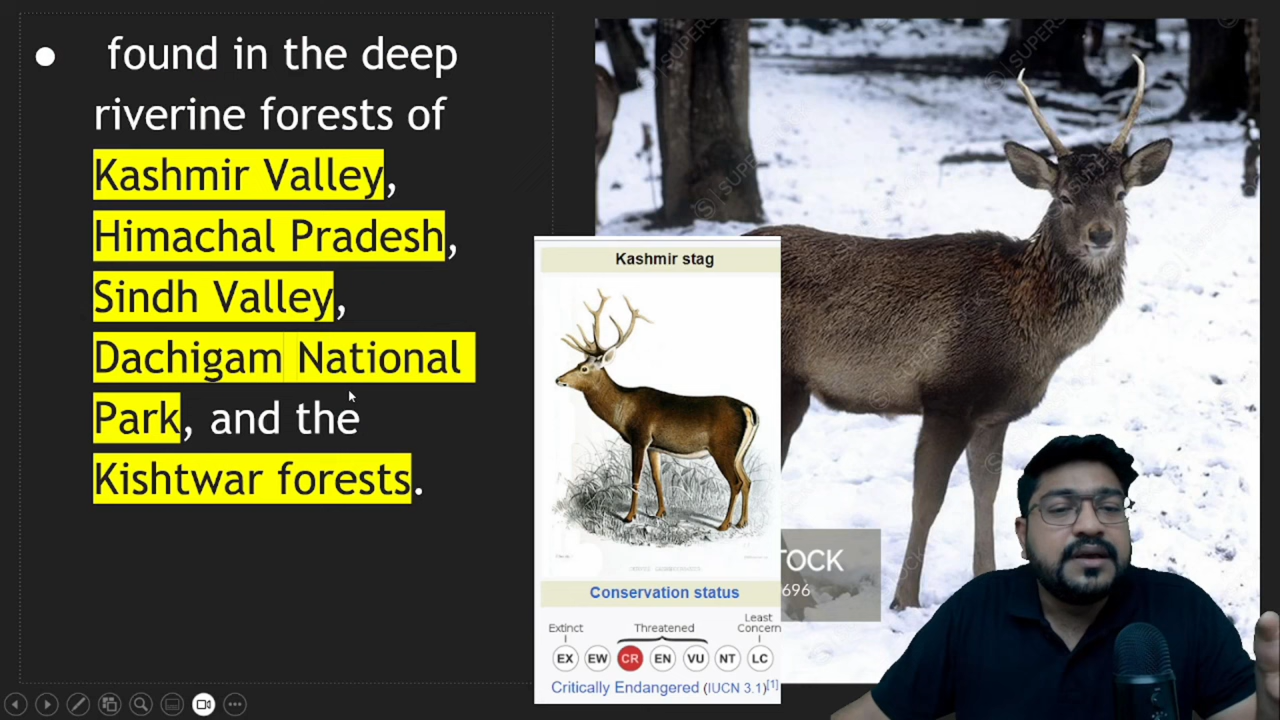 ● found in the deep
riverine forests of
Kashmir Valley,
Himachal Pradesh,
Sindh Valley,
Dachigam National
Park, and the
Kishtwar forests.
Kashmir stag
Conservation status
Extinct
Threatened
Least
Concern
EX EW CR EN VU NT LC
Critically Endangered (IUCN 3.1)[1]
TOCK
696